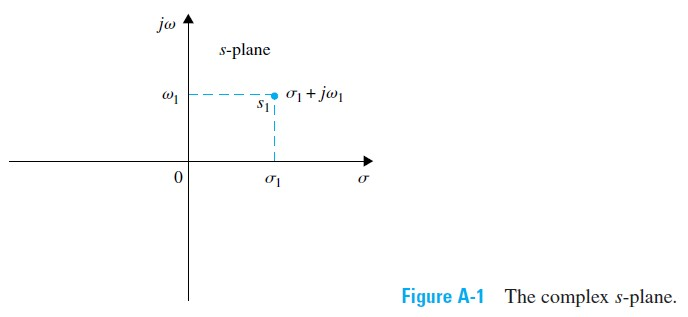 jω
s-plane
ω1
s1
σ1 + jω1
0
σ1
σ
Figure A-1 The complex s-plane.